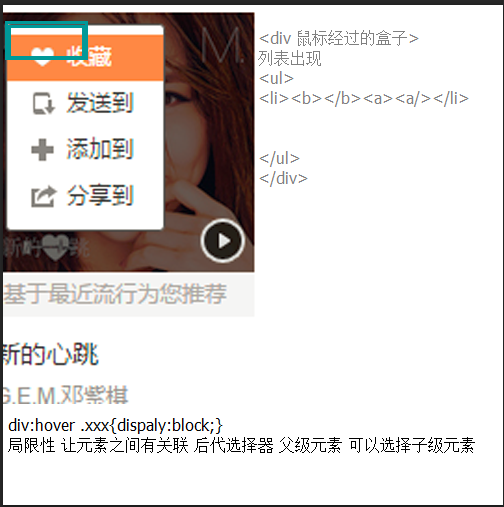 收藏
发送到
添加到
分享到
M.
新的心跳
基于最近流行为您推荐
新的心跳
G.E.M.邓紫棋
<div 鼠标经过的盒子>
列表出现
<ul>
<li><b></b><a><a/></li>
</ul>
</div>
div:hover .xxx{dispaly:block;}
局限性 让元素之间有关联 后代选择器 父级元素 可以选择子级元素